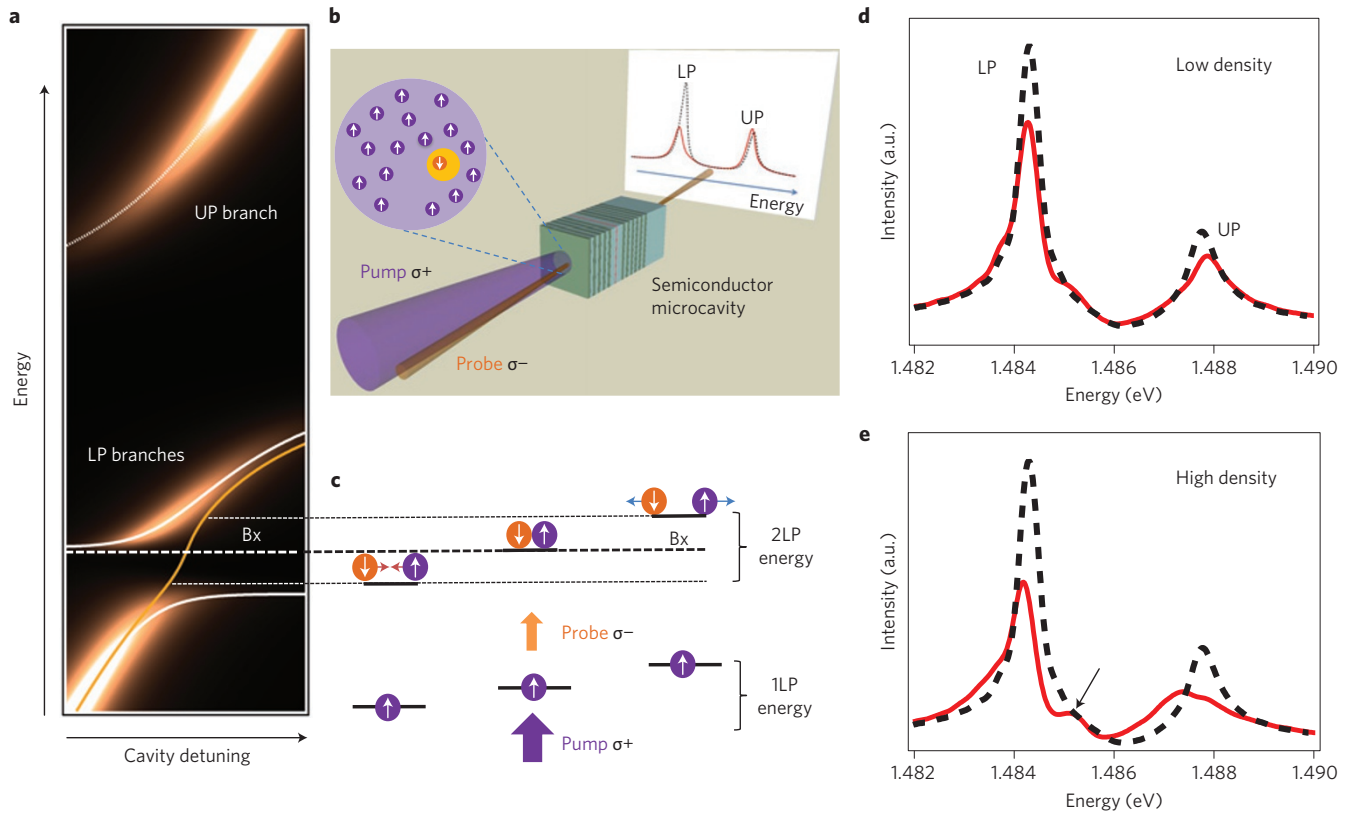 a
Energy
UP branch
LP branches
Bx
Cavity detuning
b
LP
UP
Energy
Pump σ+
Semiconductor
microcavity
Probe σ−
c
Bx
2LP
energy
Probe σ−
1LP
energy
Pump σ+
d
LP
Low density
UP
Intensity (a.u.)
1.482 1.484 1.486 1.488 1.490
Energy (eV)
e
High density
Intensity (a.u.)
1.482 1.484 1.486 1.488 1.490
Energy (eV)